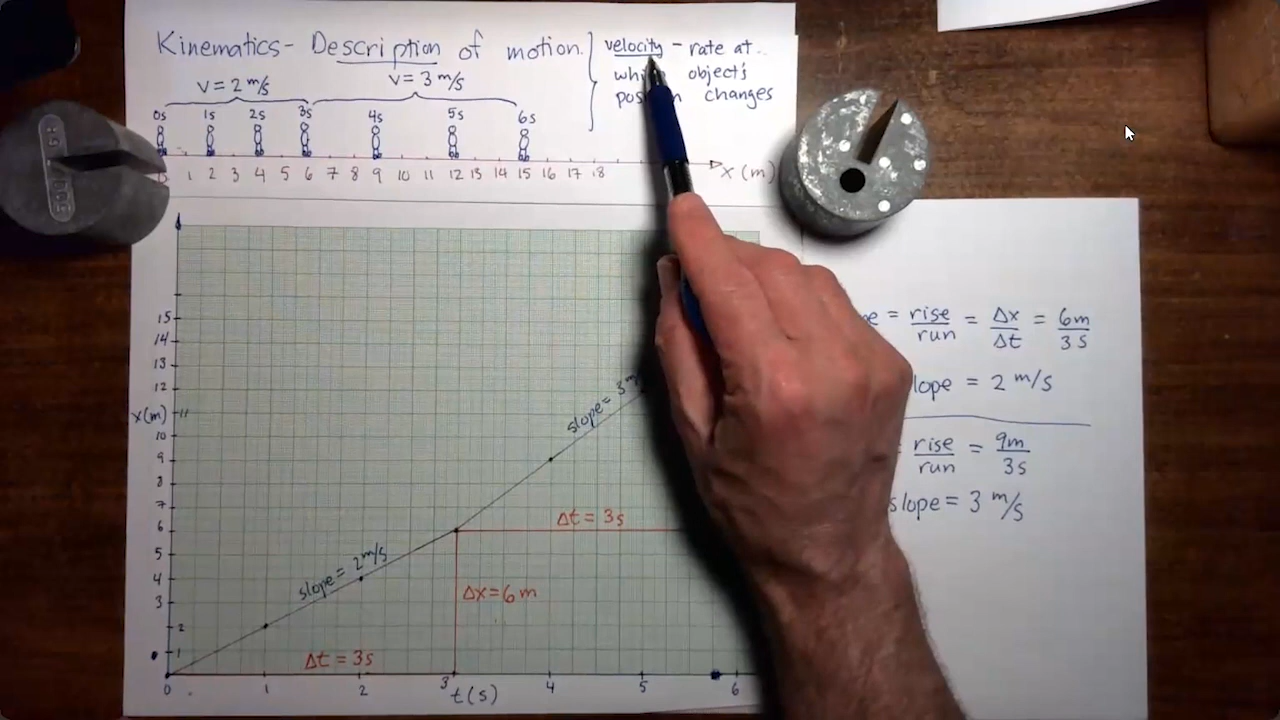 Kinematics - Description of motion.
velocity - rate at
object's
changes
v = 2 m/s
v = 3 m/s
0s 1s 2s 3s 4s 5s 6s
1 2 3 4 5 6 7 8 9 10 11 12 13 14 15 16 17 18
x (m)
15
14
13
12
x(m) 11
10
9
8
7
6
5
4
3
2
1
0 1 2 3 4 5 6
t(s)
slope = 2 m/s
slope = 3
Δt = 3s
Δx = 6m
Δt = 3s
= rise/run = Δx/Δt = 6m/3s
lope = 2 m/s
= rise/run = 9m/3s
slope = 3 m/s